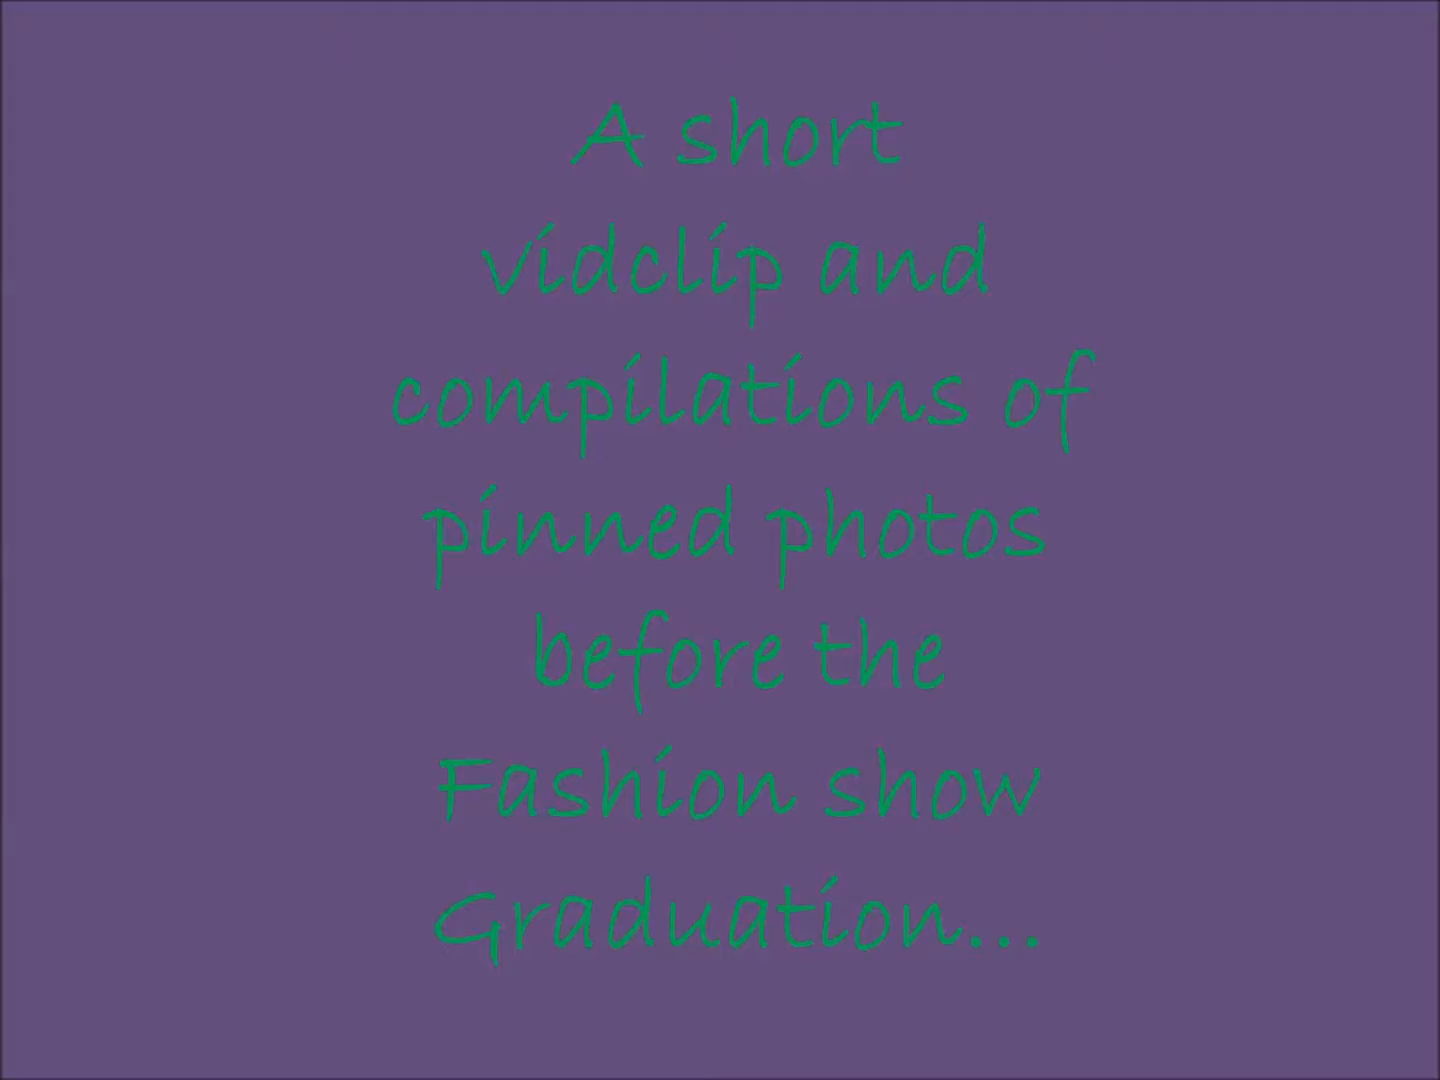 A short
vidclip and
compilations of
pinned photos
before the
Fashion show
Graduation...